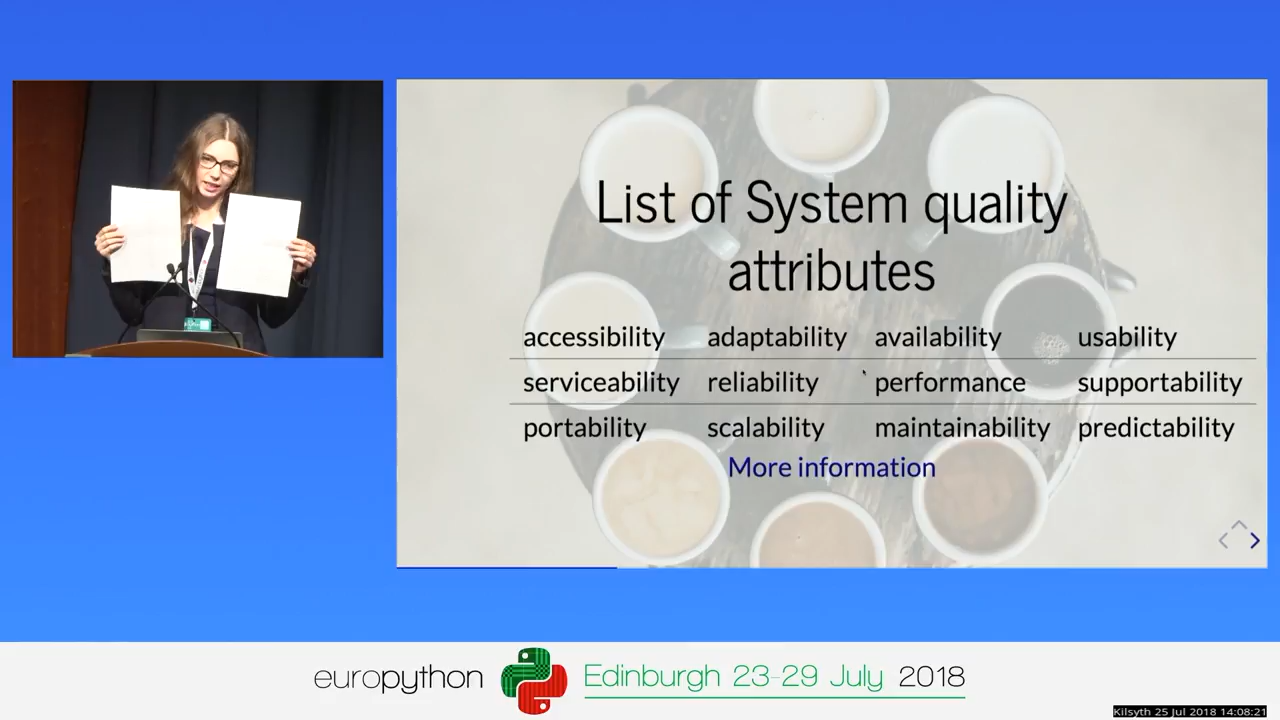 List of System quality
attributes
accessibility adaptability availability usability
serviceability reliability performance supportability
portability scalability maintainability predictability
More information
europython Edinburgh 23-29 July 2018
Kilsyth 25 Jul 2018 14:08:21